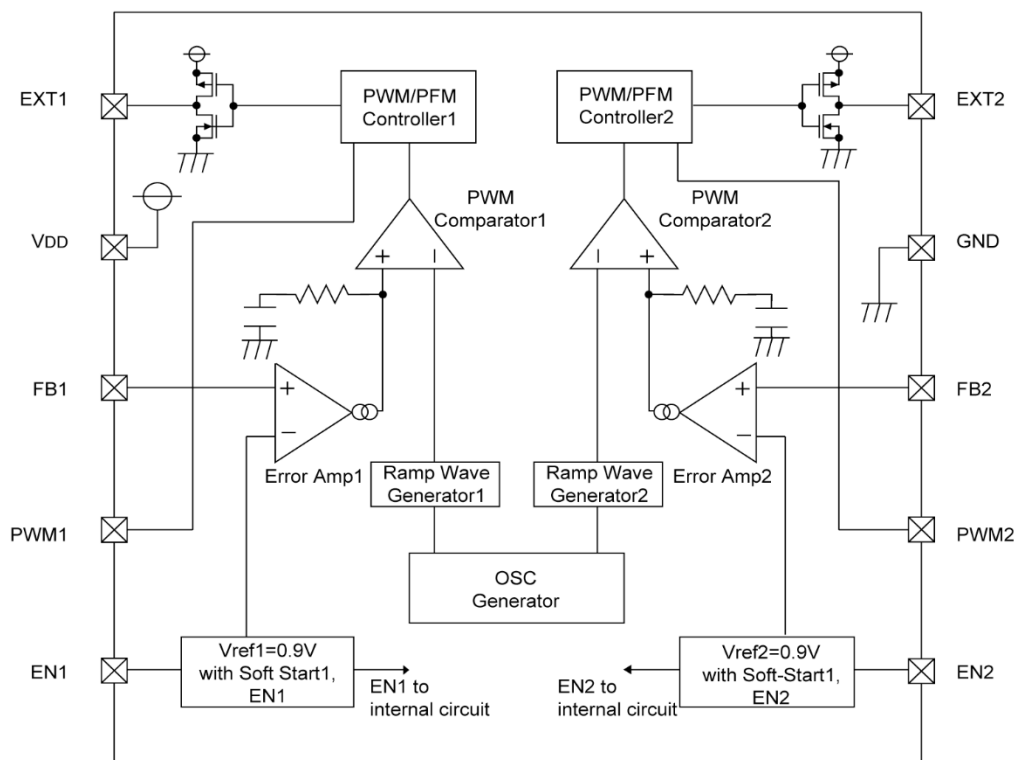 EXT1
PWM/PFM
Controller1
PWM/PFM
Controller2
EXT2
PWM
Comparator1
PWM
Comparator2
VDD
GND
+
−
−
+
FB1
+
−
Error Amp1
+
−
Error Amp2
FB2
Ramp Wave
Generator1
Ramp Wave
Generator2
PWM1
PWM2
OSC
Generator
EN1
Vref1=0.9V
with Soft Start1,
EN1
EN1 to
internal circuit
EN2 to
internal circuit
Vref2=0.9V
with Soft-Start1,
EN2
EN2